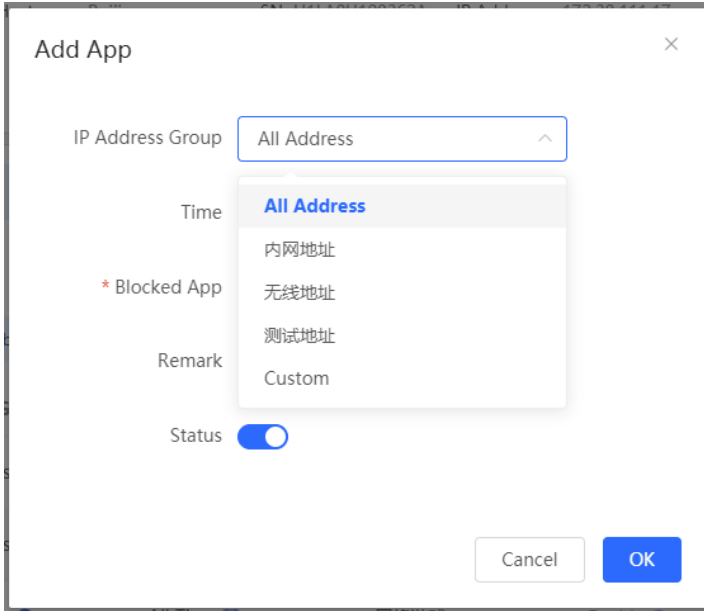 Add App
IP Address Group
All Address
Time
All Address
内网地址
* Blocked App
无线地址
测试地址
Remark
Custom
Status
Cancel
OK